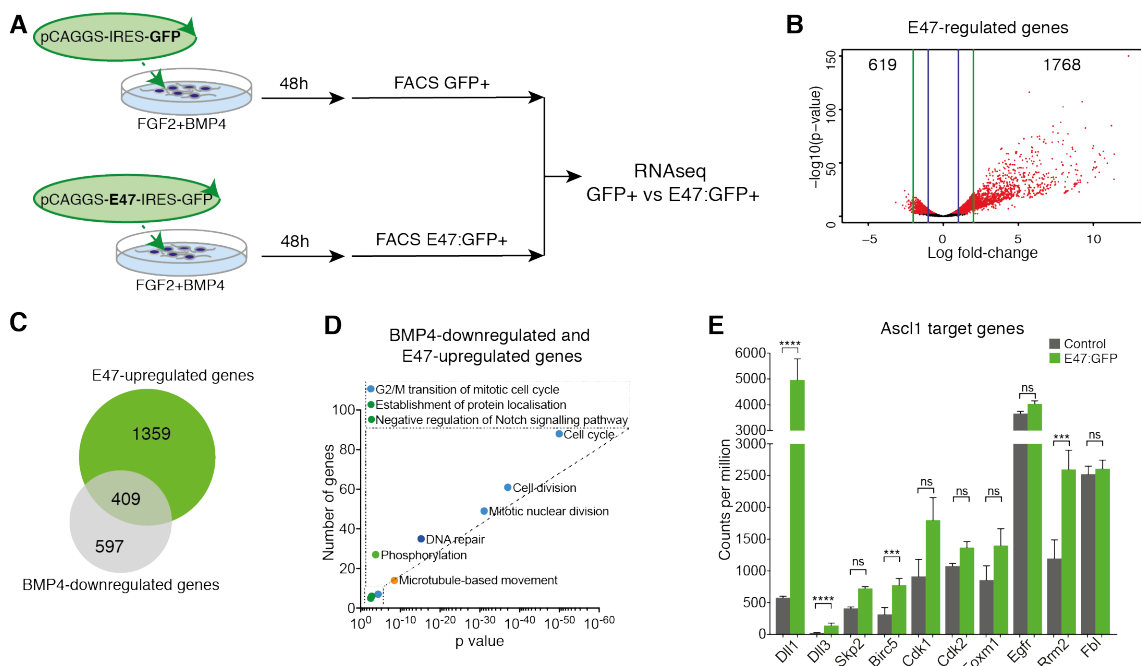 A
pCAGGS-IRES-GFP
FGF2+BMP4
48h
FACS GFP+
pCAGGS-E47-IRES-GFP
FGF2+BMP4
48h
FACS E47:GFP+
RNAseq
GFP+ vs E47:GFP+
B
E47-regulated genes
619
1768
−log10(p−value)
150
100
50
0
−5
0
5
10
Log fold-change
C
E47-upregulated genes
1359
409
597
BMP4-downregulated genes
D
BMP4-downregulated and
E47-upregulated genes
G2/M transition of mitotic cell cycle
Establishment of protein localisation
Negative regulation of Notch signalling pathway
Cell cycle
Cell division
Mitotic nuclear division
DNA repair
Phosphorylation
Microtubule-based movement
Number of genes
100
80
60
40
20
0
10^0
10^-10
10^-20
10^-30
10^-40
10^-50
10^-60
p value
E
Ascl1 target genes
Control
E47:GFP
Counts per million
6000
5000
4000
3000
3000
2500
2000
1500
1000
500
0
****
****
ns
***
ns
ns
ns
ns
***
ns
Dll1
Dll3
Skp2
Birc5
Cdk1
Cdk2
Foxm1
Egfr
Rrm2
Fbl